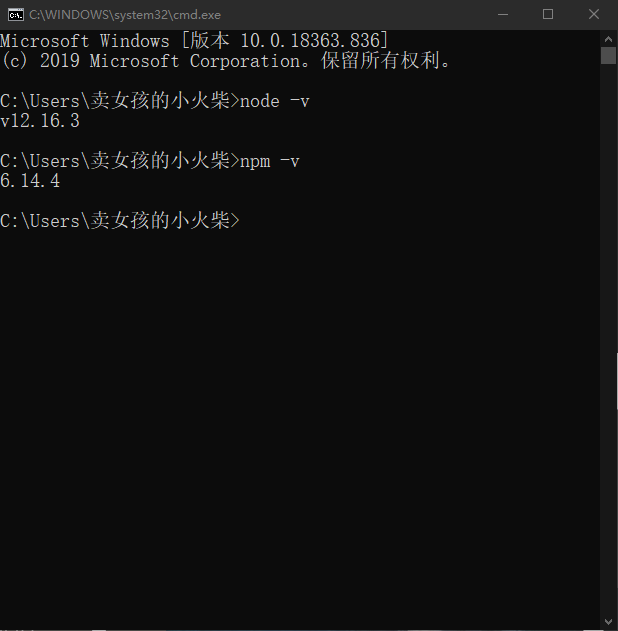 C:\WINDOWS\system32\cmd.exe
Microsoft Windows [版本 10.0.18363.836]
(c) 2019 Microsoft Corporation。保留所有权利。
C:\Users\卖女孩的小火柴>node -v
v12.16.3
C:\Users\卖女孩的小火柴>npm -v
6.14.4
C:\Users\卖女孩的小火柴>